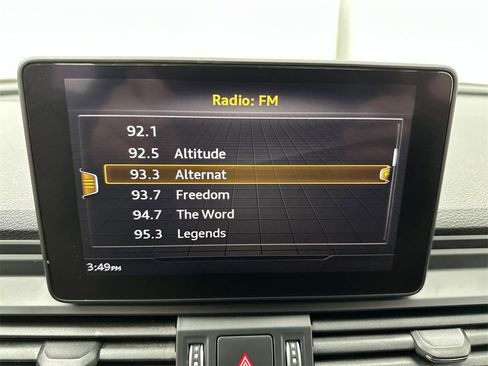 Radio: FM
92.1
92.5 Altitude
93.3 Alternat
93.7 Freedom
94.7 The Word
95.3 Legends
3:49PM